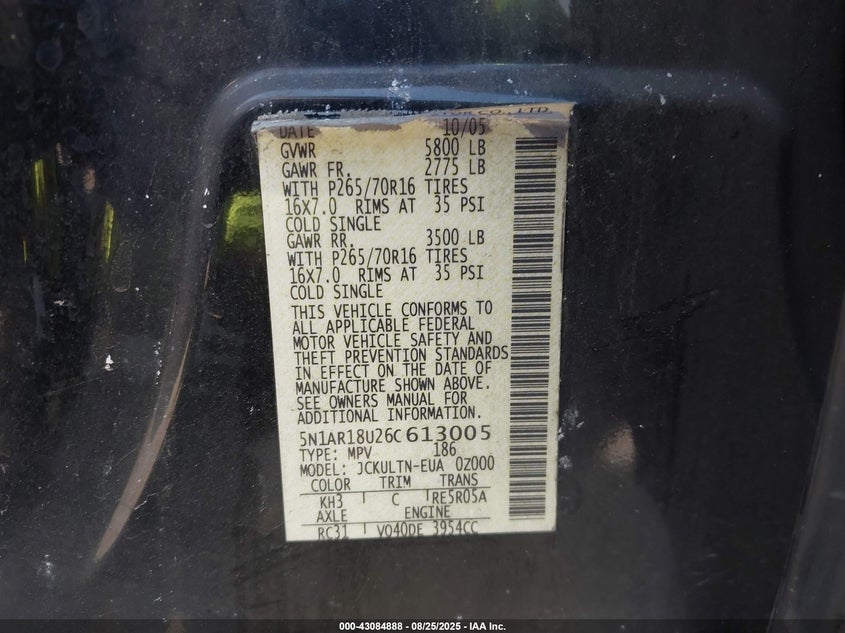 MOTOR CO., LTD.
DATE 10/05
GVWR 5800 LB
GAWR FR. 2775 LB
WITH P265/70R16 TIRES
16X7.0 RIMS AT 35 PSI
COLD SINGLE
GAWR RR. 3500 LB
WITH P265/70R16 TIRES
16X7.0 RIMS AT 35 PSI
COLD SINGLE
THIS VEHICLE CONFORMS TO
ALL APPLICABLE FEDERAL
MOTOR VEHICLE SAFETY AND
THEFT PREVENTION STANDARDS
IN EFFECT ON THE DATE OF
MANUFACTURE SHOWN ABOVE.
SEE OWNERS MANUAL FOR
ADDITIONAL INFORMATION.
5N1AR18U26C613005
TYPE: MPV 186
MODEL: JCKULTN-EUA 0Z000
COLOR TRIM TRANS
KH3 C RE5R05A
AXLE ENGINE
RC31 VQ40DE 3954CC
000-43084888 - 08/25/2025 - IAA Inc.